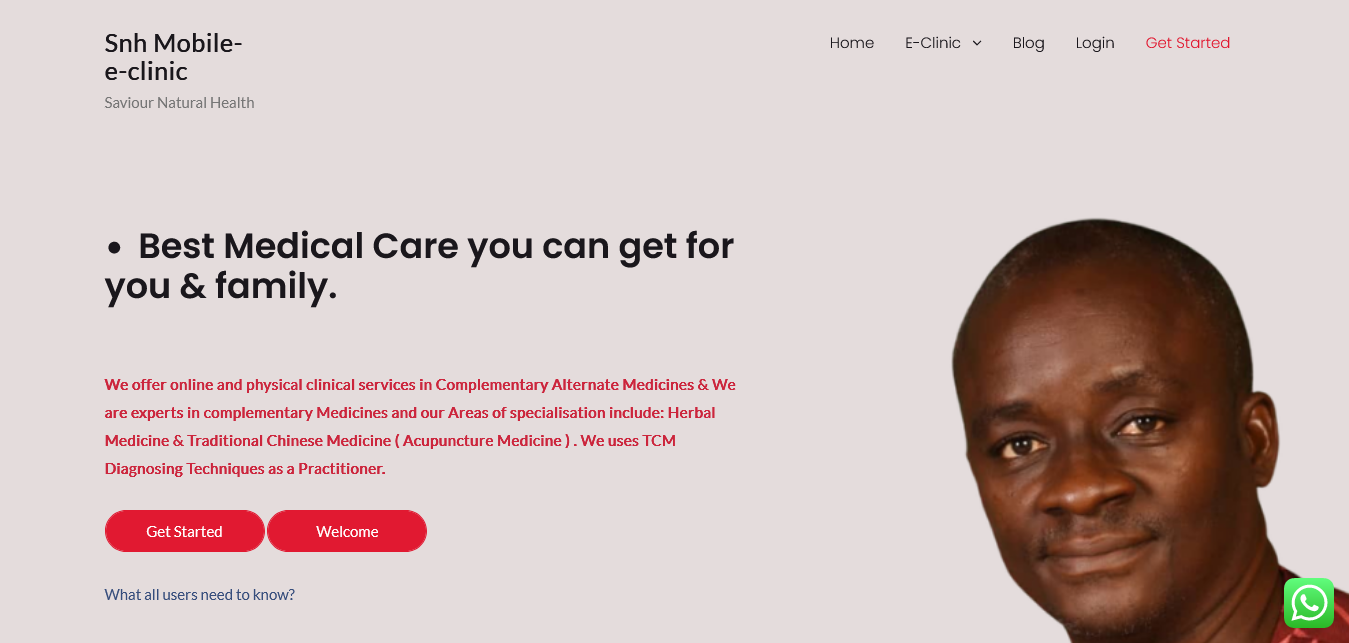 Snh Mobile-
e-clinic
Saviour Natural Health
Home E-Clinic Blog Login Get Started
• Best Medical Care you can get for
you & family.
We offer online and physical clinical services in Complementary Alternate Medicines & We
are experts in complementary Medicines and our Areas of specialisation include: Herbal
Medicine & Traditional Chinese Medicine ( Acupuncture Medicine ) . We uses TCM
Diagnosing Techniques as a Practitioner.
Get Started Welcome
What all users need to know?